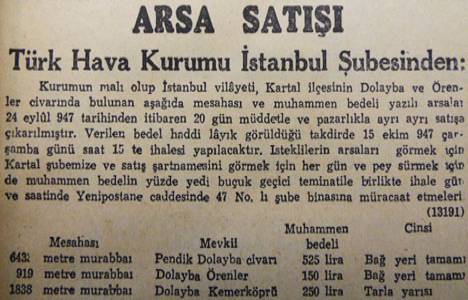 ARSA SATIŞI
Türk Hava Kurumu İstanbul Şubesinden:
Kurumun malı olup İstanbul vilâyeti, Kartal ilçesinin Dolayba ve Ören-
ler civarında bulunan aşağıda mesahası ve muhammen bedeli yazılı arsalar
24 eylûl 947 tarihinden itibaren 20 gün müddetle ve pazarlıkla ayrı ayrı satışa
çıkarılmıştır. Verilen bedel haddi lâyık görüldüğü takdirde 15 ekim 947 çar-
şamba günü saat 15 te ihalesi yapılacaktır. İsteklilerin arsaları görmek için
Kartal şubemize ve satış şartnamesini görmek için her gün ve pey sürmek için
de muhammen bedelin yüzde yedi buçuk geçici teminatile birlikte ihale gün
ve saatinde Yenipostane caddesinde 47 No. lı şube binasına müracaat etmeleri
(13191)
Mesahası Mevkii Muhammen bedeli Cinsi
6432 metre murabbaı Pendik Dolayba civarı 525 lira Bağ yeri tamamı
919 metre murabbaı Dolayba Örenler 150 lira Bağ yeri tamamı
1838 metre murabbaı Dolayba Kemerköprü 250 lira Tarla yarısı